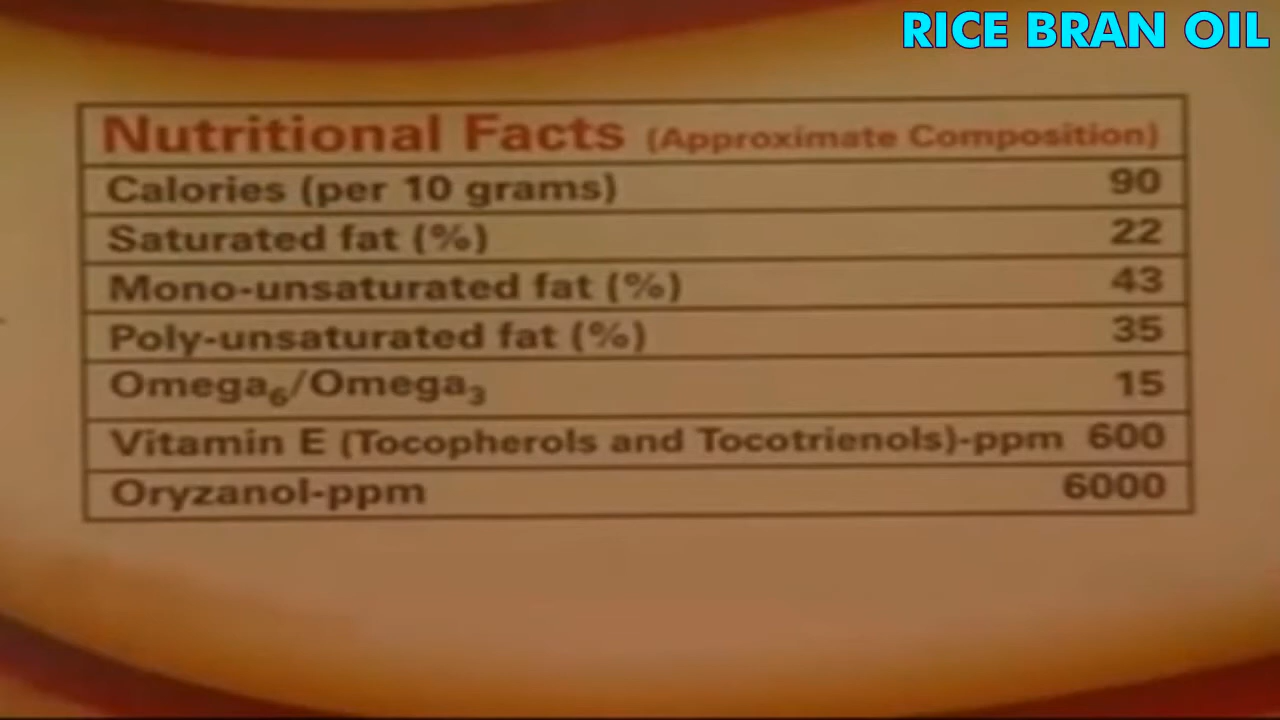 RICE BRAN OIL
Nutritional Facts (Approximate Composition)
Calories (per 10 grams) 90
Saturated fat (%) 22
Mono-unsaturated fat (%) 43
Poly-unsaturated fat (%) 35
Omega₆/Omega₃ 15
Vitamin E (Tocopherols and Tocotrienols)-ppm 600
Oryzanol-ppm 6000